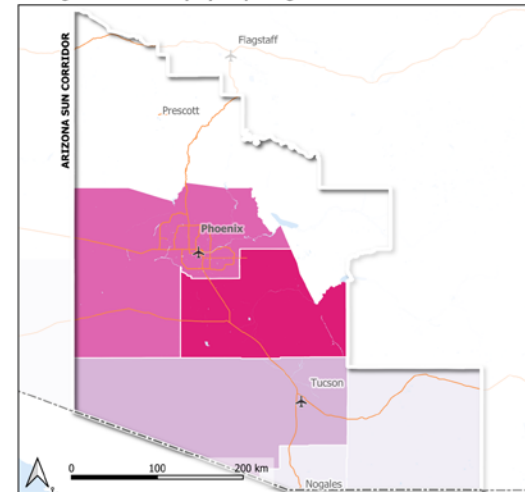 Flagstaff
ARIZONA SUN CORRIDOR
Prescott
Phoenix
Tucson
0 100 200 km
Nogales